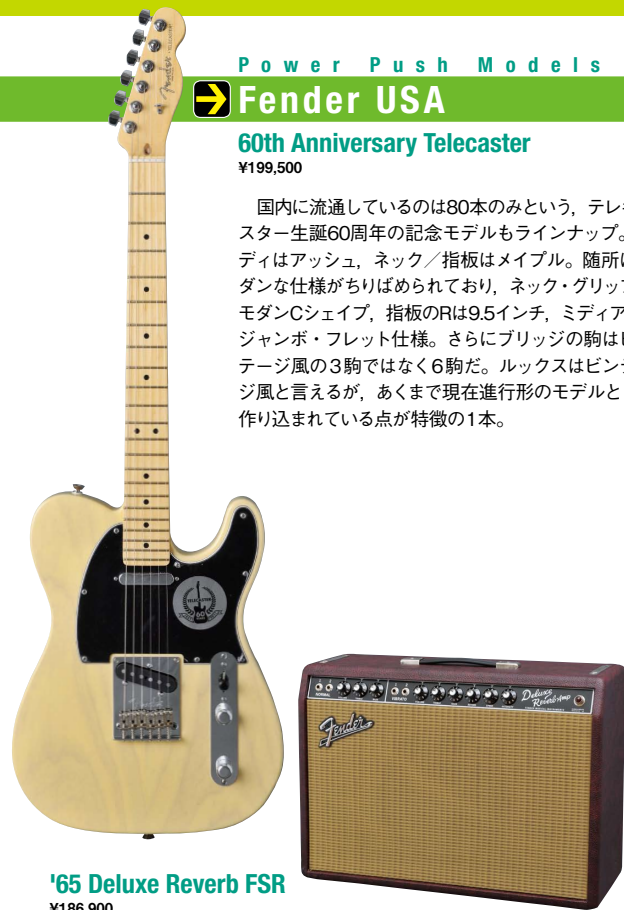 Power Push Models
Fender USA
60th Anniversary Telecaster
¥199,500
国内に流通しているのは80本のみという，テレキ
スター生誕60周年の記念モデルもラインナップ。
ディはアッシュ，ネック／指板はメイプル。随所に
ダンな仕様がちりばめられており，ネック・グリップ
モダンCシェイプ，指板のRは9.5インチ，ミディア
ジャンボ・フレット仕様。さらにブリッジの駒は
テージ風の３駒ではなく６駒だ。ルックスはビンテ
ジ風と言えるが，あくまで現在進行形のモデルと
作り込まれている点が特徴の1本。
Fender
TELECASTER
60
NORMAL
VIBRATO
Deluxe
Reverb-Amp
Fender
'65 Deluxe Reverb FSR
¥186,900